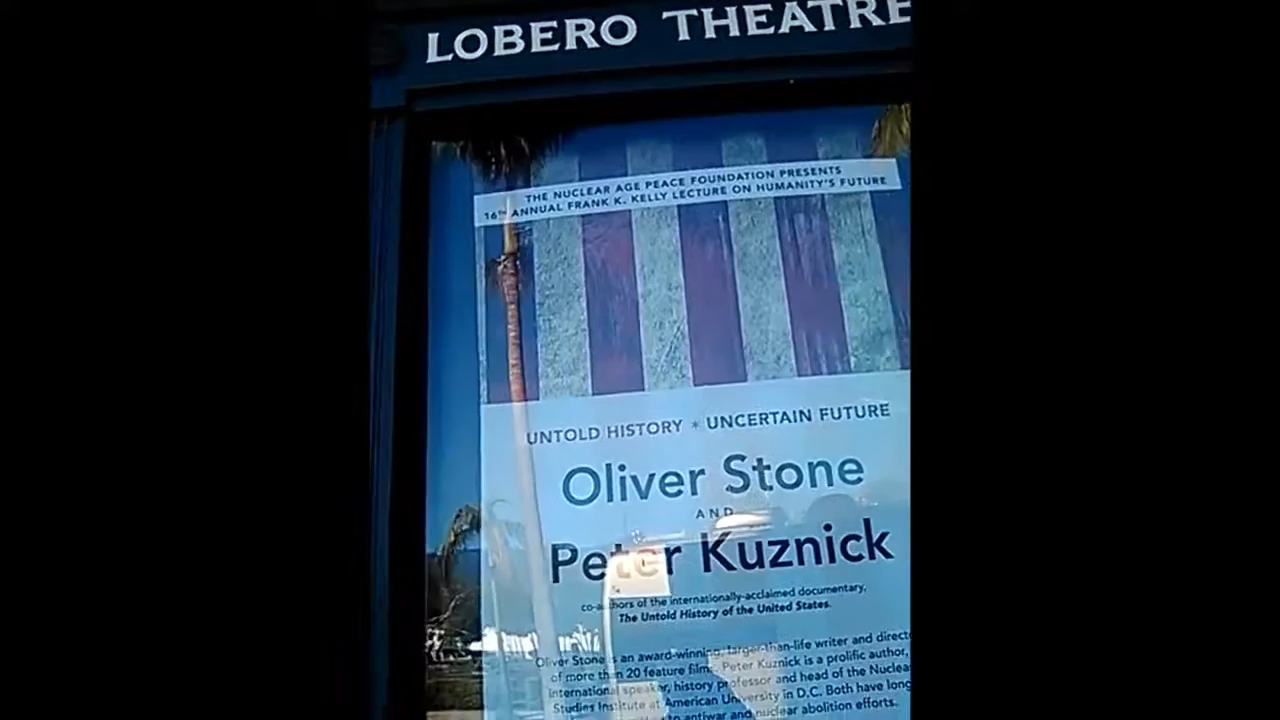 LOBERO THEATRE
THE NUCLEAR AGE PEACE FOUNDATION PRESENTS
16TH ANNUAL FRANK K. KELLY LECTURE ON HUMANITY'S FUTURE
UNTOLD HISTORY * UNCERTAIN FUTURE
Oliver Stone
AND
Peter Kuznick
co-authors of the internationally-acclaimed documentary,
The Untold History of the United States.
Oliver Stone is an award-winning, larger-than-life writer and directo
of more than 20 feature films. Peter Kuznick is a prolific author,
international speaker, history professor and head of the Nuclea
Studies Institute at American University in D.C. Both have long
to antiwar and nuclear abolition efforts.